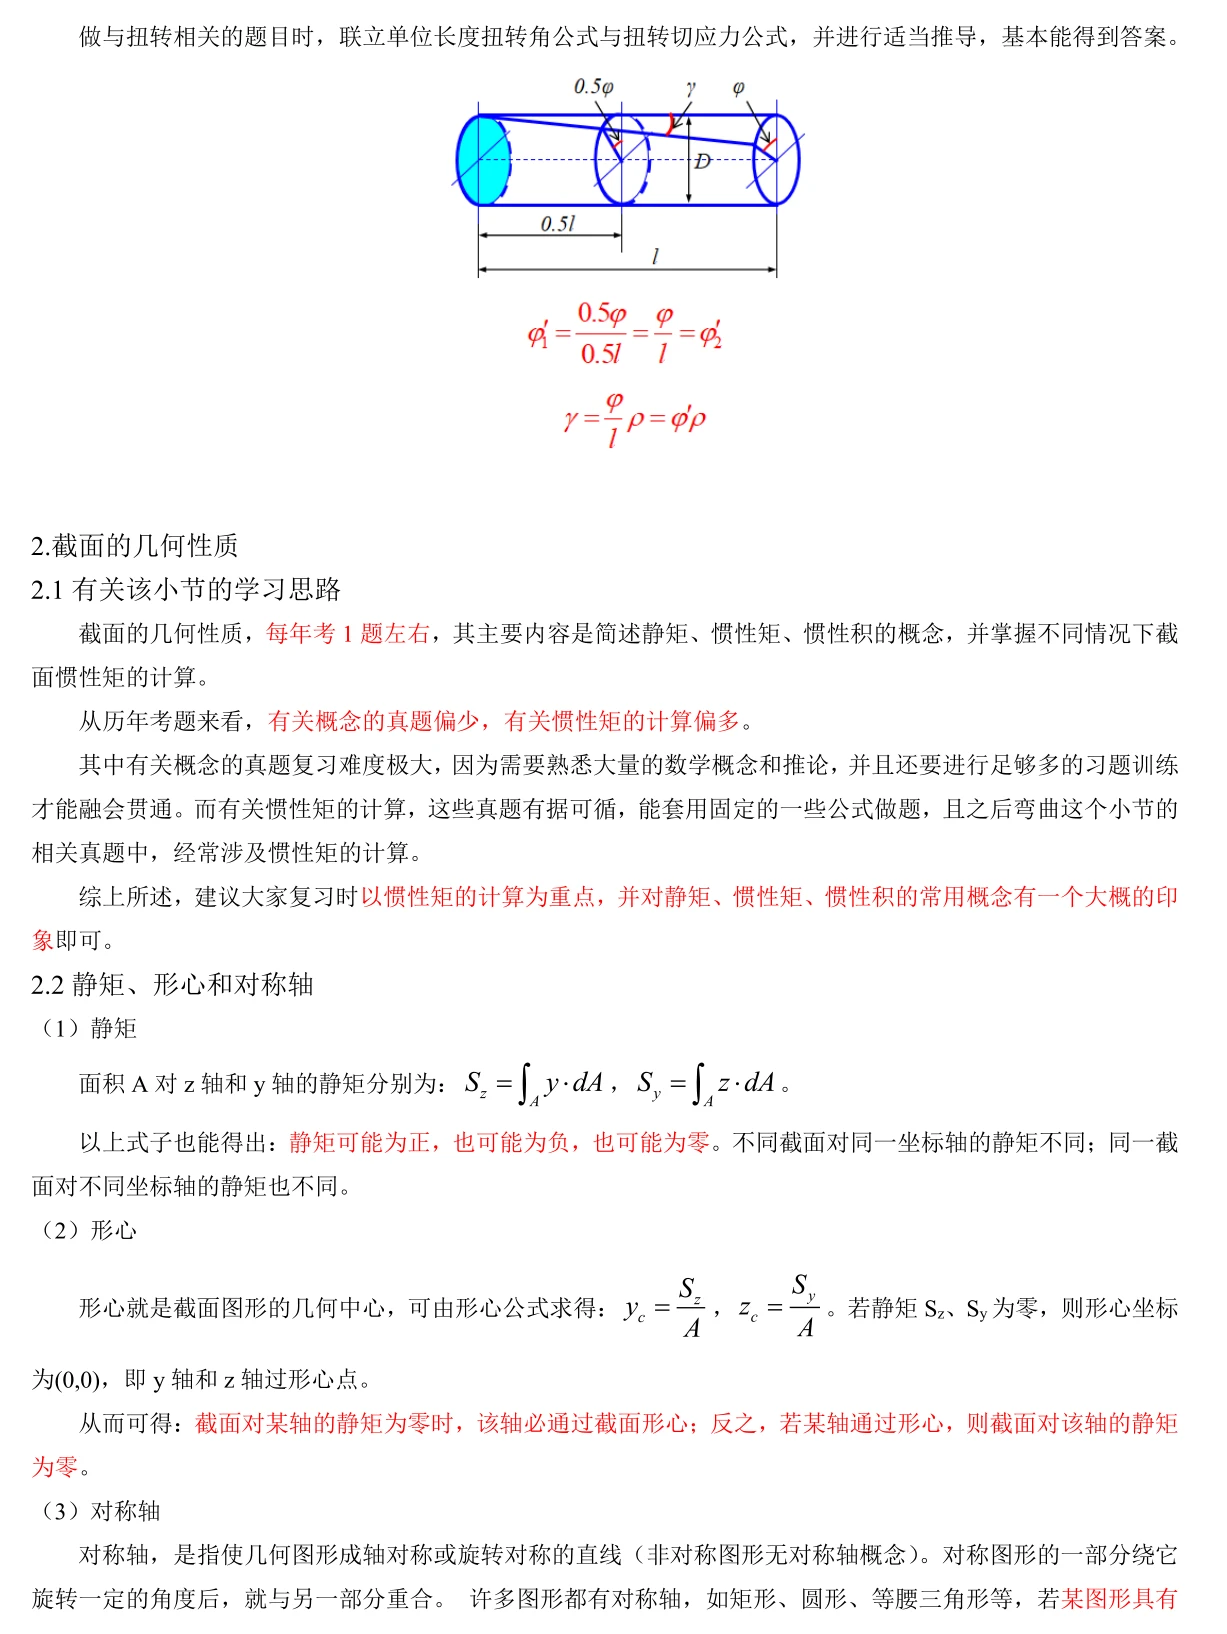 做与扭转相关的题目时，联立单位长度扭转角公式与扭转切应力公式，并进行适当推导，基本能得到答案。
0.5φ γ φ
D
0.5l
l
φ′₁ = 0.5φ/0.5l = φ/l = φ′₂
γ = φ/l ρ = φ′ρ
2.截面的几何性质
2.1 有关该小节的学习思路
截面的几何性质，每年考 1 题左右，其主要内容是简述静矩、惯性矩、惯性积的概念，并掌握不同情况下截
面惯性矩的计算。
从历年考题来看，有关概念的真题偏少，有关惯性矩的计算偏多。
其中有关概念的真题复习难度极大，因为需要熟悉大量的数学概念和推论，并且还要进行足够多的习题训练
才能融会贯通。而有关惯性矩的计算，这些真题有据可循，能套用固定的一些公式做题，且之后弯曲这个小节的
相关真题中，经常涉及惯性矩的计算。
综上所述，建议大家复习时以惯性矩的计算为重点，并对静矩、惯性矩、惯性积的常用概念有一个大概的印
象即可。
2.2 静矩、形心和对称轴
（1）静矩
面积 A 对 z 轴和 y 轴的静矩分别为：S_z = ∫_A y·dA，S_y = ∫_A z·dA。
以上式子也能得出：静矩可能为正，也可能为负，也可能为零。不同截面对同一坐标轴的静矩不同；同一截
面对不同坐标轴的静矩也不同。
（2）形心
形心就是截面图形的几何中心，可由形心公式求得：y_c = S_z/A，z_c = S_y/A。若静矩 S_z、S_y 为零，则形心坐标
为(0,0)，即 y 轴和 z 轴过形心点。
从而可得：截面对某轴的静矩为零时，该轴必通过截面形心；反之，若某轴通过形心，则截面对该轴的静矩
为零。
（3）对称轴
对称轴，是指使几何图形成轴对称或旋转对称的直线（非对称图形无对称轴概念）。对称图形的一部分绕它
旋转一定的角度后，就与另一部分重合。 许多图形都有对称轴，如矩形、圆形、等腰三角形等，若某图形具有